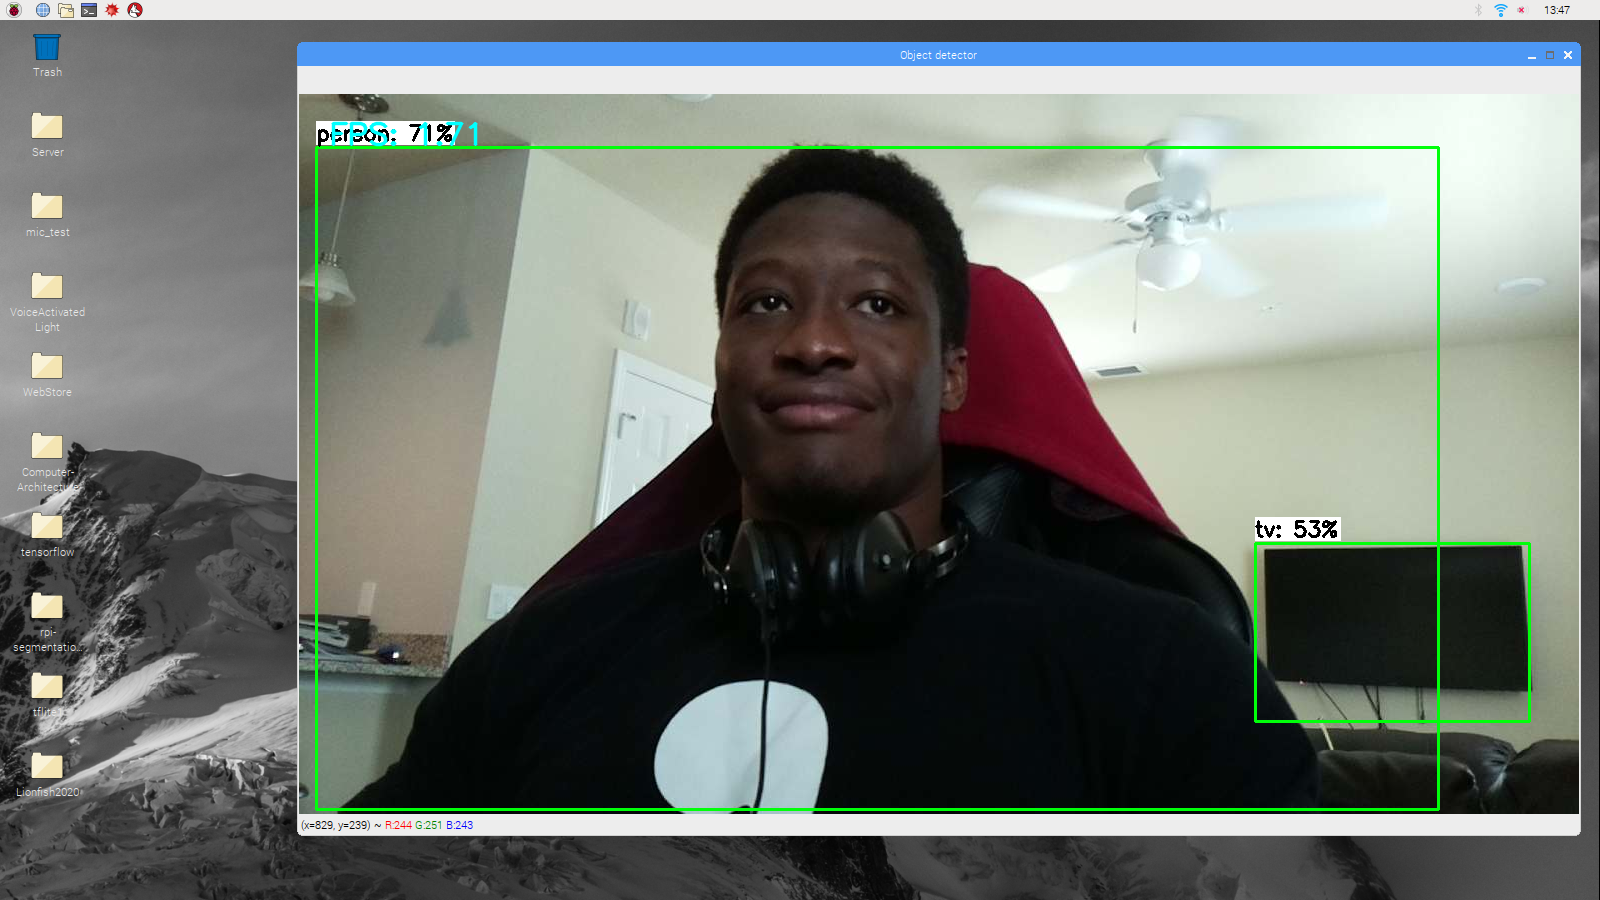 13:47
Trash
Server
mic_test
VoiceActivated
Light
WebStore
Computer-
Architecture
tensorflow
rpi-
segmentatio...
tflite
Lionfish2020
Object detector
person: 71%
FPS: 1.71
tv: 53%
(x=829, y=239) ~ R:244 G:251 B:243